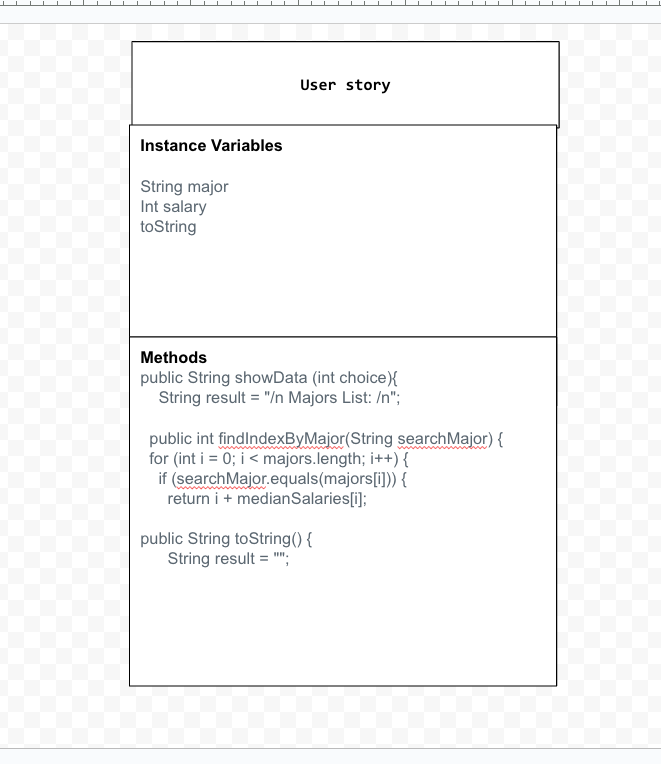 User story
Instance Variables
String major
Int salary
toString
Methods
public String showData (int choice){
String result = "/n Majors List: /n";
public int findIndexByMajor(String searchMajor) {
for (int i = 0; i < majors.length; i++) {
if (searchMajor.equals(majors[i])) {
return i + medianSalaries[i];
public String toString() {
String result = "";